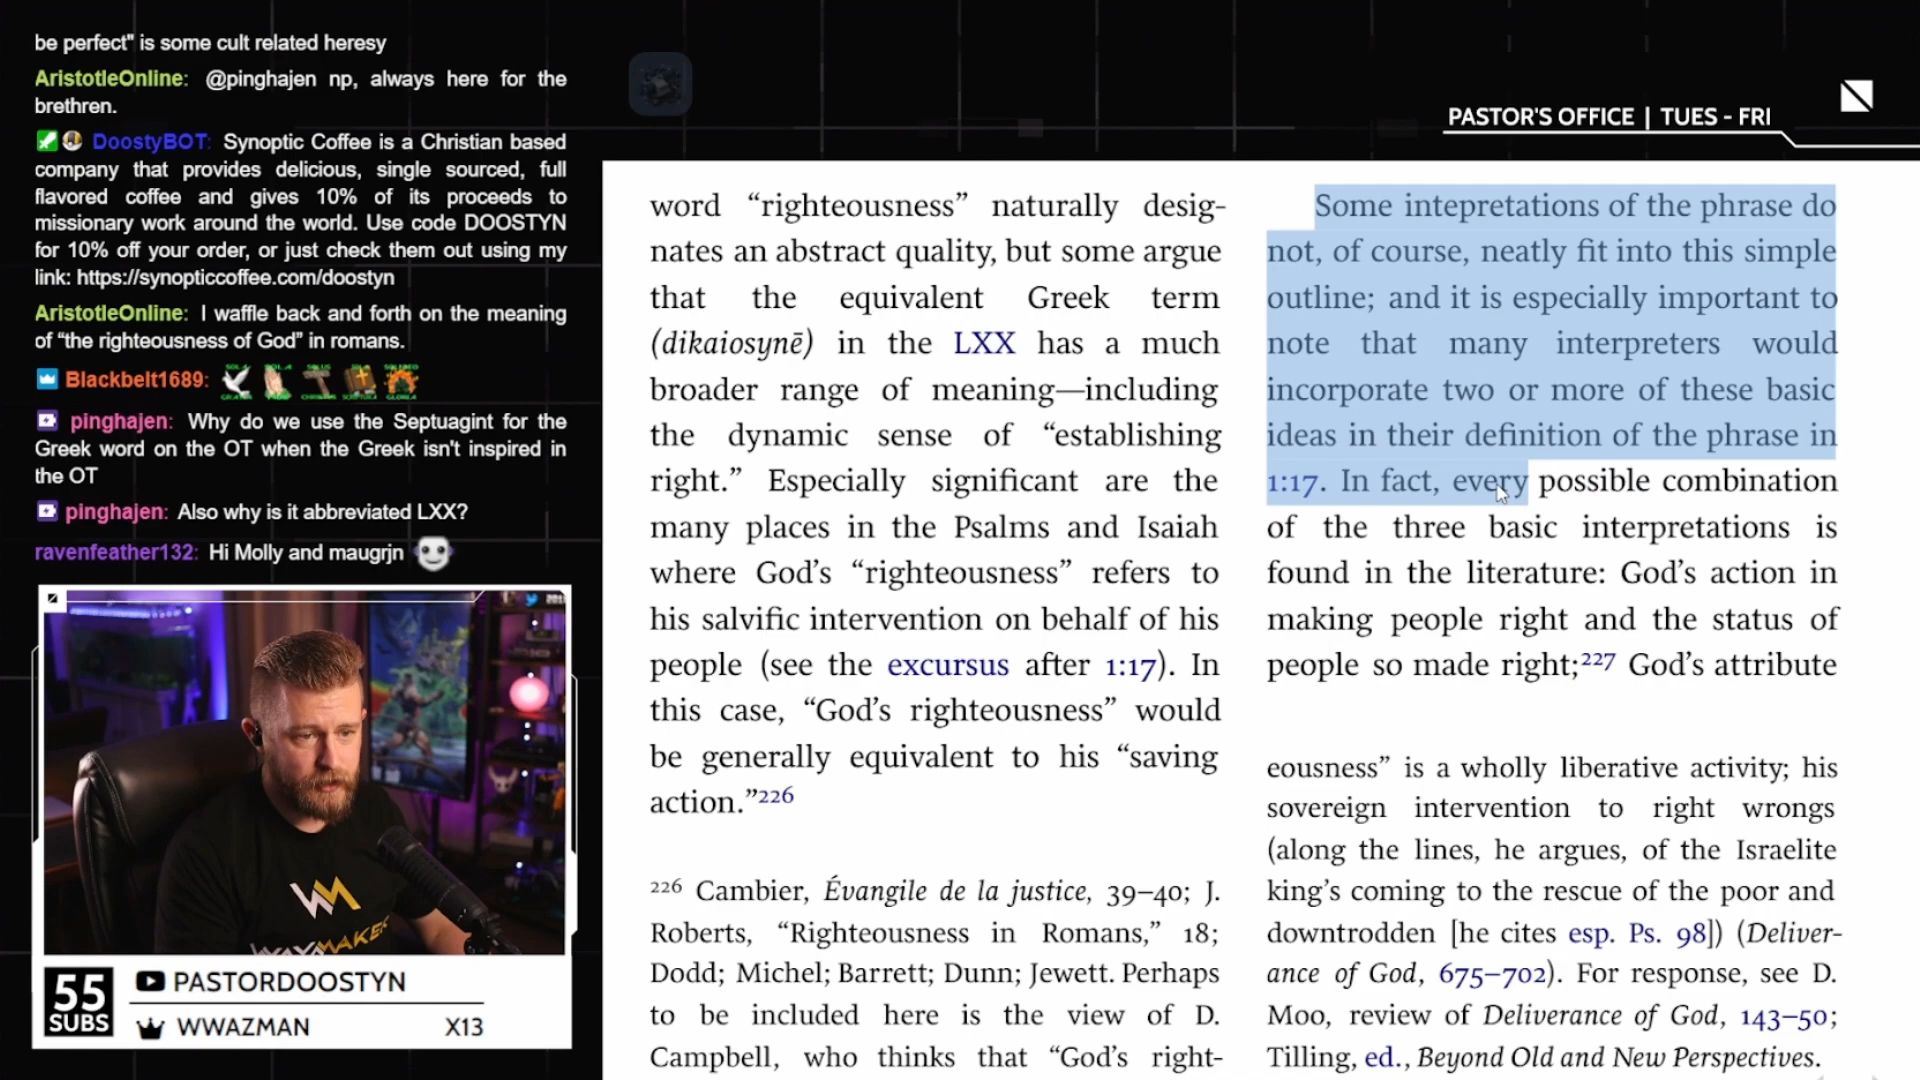 be perfect" is some cult related heresy
AristotleOnline: @pinghajen np, always here for the
brethren.
DoostyBOT: Synoptic Coffee is a Christian based
company that provides delicious, single sourced, full
flavored coffee and gives 10% of its proceeds to
missionary work around the world. Use code DOOSTYN
for 10% off your order, or just check them out using my
link: https://synopticcoffee.com/doostyn
AristotleOnline: I waffle back and forth on the meaning
of “the righteousness of God” in romans.
Blackbelt1689:
pinghajen: Why do we use the Septuagint for the
Greek word on the OT when the Greek isn't inspired in
the OT
pinghajen: Also why is it abbreviated LXX?
ravenfeather132: Hi Molly and maugrjn
55
SUBS
PASTORDOOSTYN
WWAZMAN X13
WM
WAYMAKER
PASTOR'S OFFICE | TUES - FRI
word “righteousness” naturally desig-
nates an abstract quality, but some argue
that the equivalent Greek term
(dikaiosynē) in the LXX has a much
broader range of meaning—including
the dynamic sense of “establishing
right.” Especially significant are the
many places in the Psalms and Isaiah
where God’s “righteousness” refers to
his salvific intervention on behalf of his
people (see the excursus after 1:17). In
this case, “God’s righteousness” would
be generally equivalent to his “saving
action.”226
226 Cambier, Évangile de la justice, 39–40; J.
Roberts, “Righteousness in Romans,” 18;
Dodd; Michel; Barrett; Dunn; Jewett. Perhaps
to be included here is the view of D.
Campbell, who thinks that “God’s right-
Some intepretations of the phrase do
not, of course, neatly fit into this simple
outline; and it is especially important to
note that many interpreters would
incorporate two or more of these basic
ideas in their definition of the phrase in
1:17. In fact, every possible combination
of the three basic interpretations is
found in the literature: God’s action in
making people right and the status of
people so made right;227 God’s attribute
eousness” is a wholly liberative activity; his
sovereign intervention to right wrongs
(along the lines, he argues, of the Israelite
king’s coming to the rescue of the poor and
downtrodden [he cites esp. Ps. 98]) (Deliver-
ance of God, 675–702). For response, see D.
Moo, review of Deliverance of God, 143–50;
Tilling, ed., Beyond Old and New Perspectives.